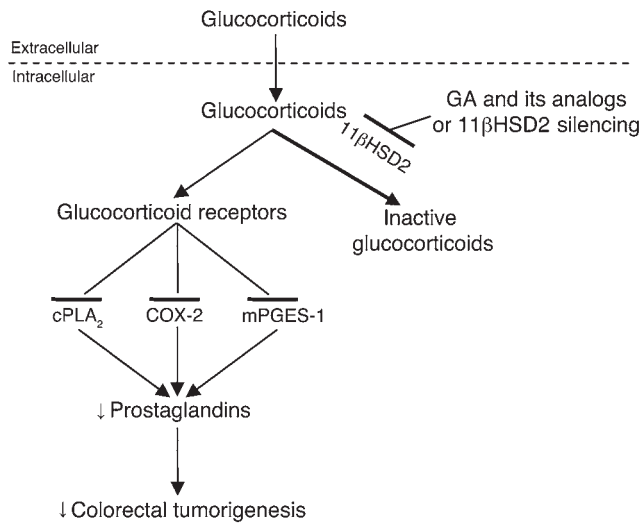 Glucocorticoids
Extracellular
Intracellular
Glucocorticoids
GA and its analogs
or 11βHSD2 silencing
11βHSD2
Glucocorticoid receptors
Inactive
glucocorticoids
cPLA₂
COX-2
mPGES-1
↓ Prostaglandins
↓ Colorectal tumorigenesis